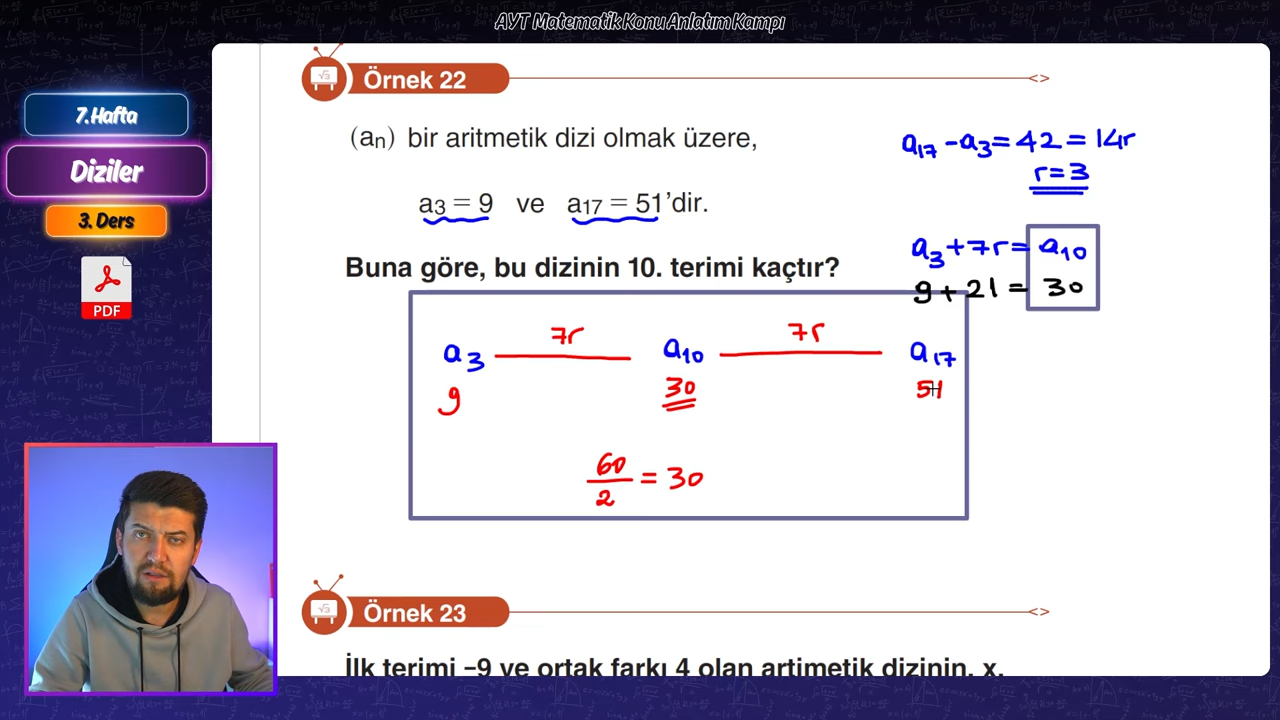 AYT Matematik Konu Anlatım Kampı
7. Hafta
Diziler
3. Ders
PDF
√3
Örnek 22
(an) bir aritmetik dizi olmak üzere,
a3 = 9 ve a17 = 51'dir.
Buna göre, bu dizinin 10. terimi kaçtır?
a17 - a3 = 42 = 14r
r = 3
a3 + 7r = a10
9 + 21 = 30
a3 7r a10 7r a17
9 30 51
60/2 = 30
√3
Örnek 23
İlk terimi –9 ve ortak farkı 4 olan artimetik dizinin, x.